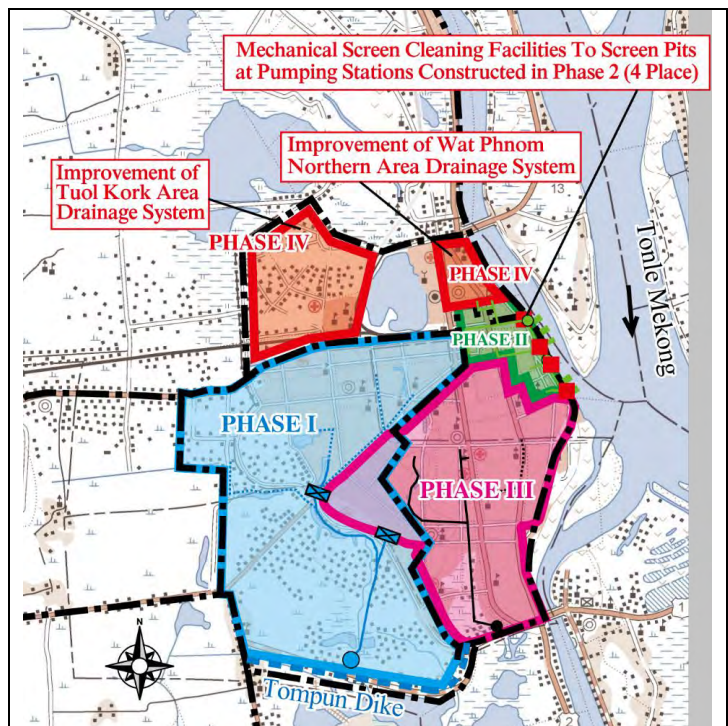 Mechanical Screen Cleaning Facilities To Screen Pits
at Pumping Stations Constructed in Phase 2 (4 Place)
Improvement of Wat Phnom
Northern Area Drainage System
Improvement of
Tuol Kork Area
Drainage System
13
PHASE IV
PHASE IV
Tonle Mekong
PHASE II
PHASE I
PHASE III
1
N
Tompun Dike